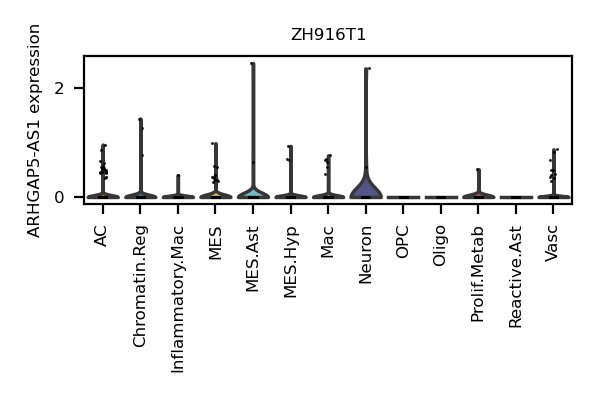 ZH916T1
ARHGAP5-AS1 expression
2
0
AC
Chromatin.Reg
Inflammatory.Mac
MES
MES.Ast
MES.Hyp
Mac
Neuron
OPC
Oligo
Prolif.Metab
Reactive.Ast
Vasc